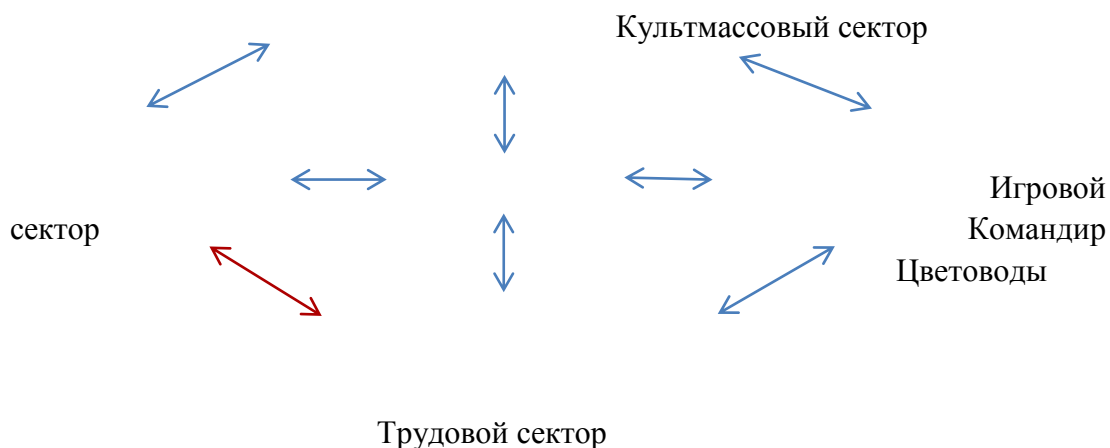 Культмассовый сектор
Игровой
сектор Командир
Цветоводы
Трудовой сектор